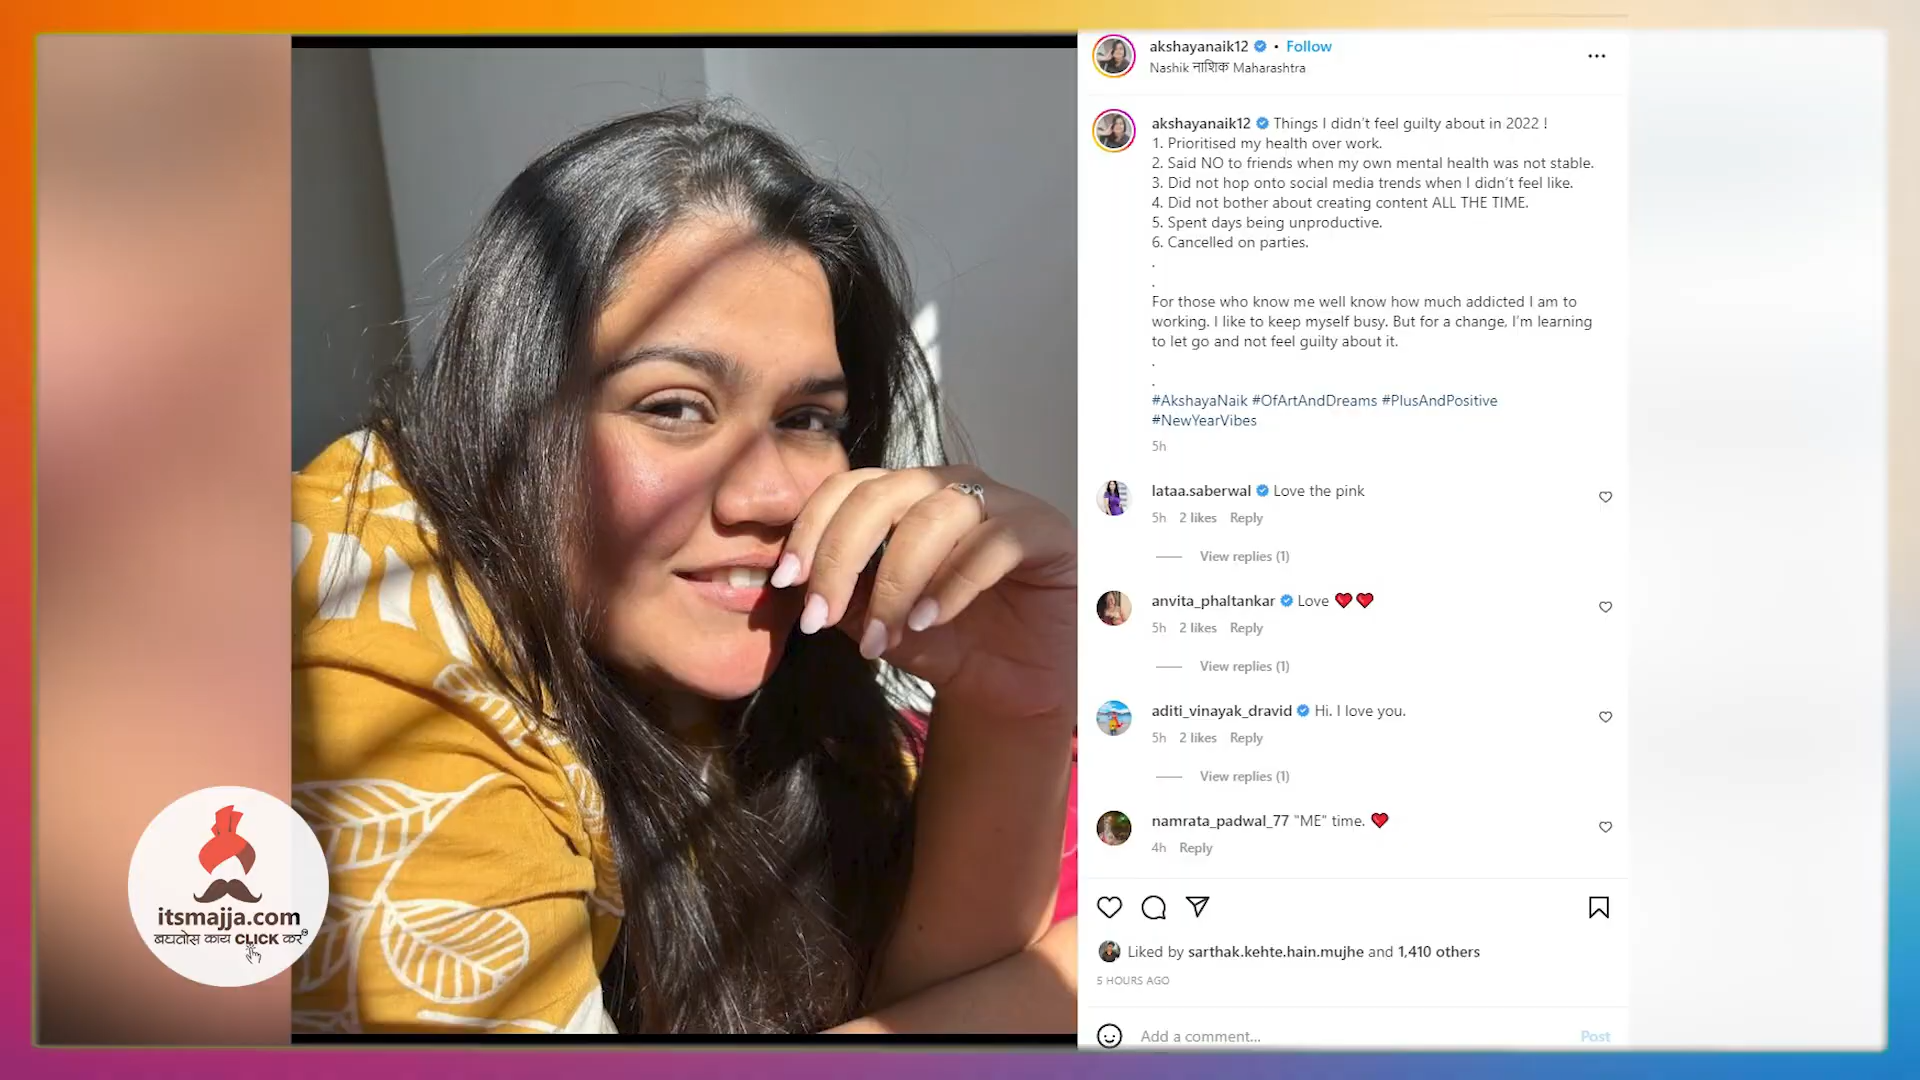 akshayanaik12 • Follow
Nashik नाशिक Maharashtra
akshayanaik12 Things I didn't feel guilty about in 2022 !
1. Prioritised my health over work.
2. Said NO to friends when my own mental health was not stable.
3. Did not hop onto social media trends when I didn't feel like.
4. Did not bother about creating content ALL THE TIME.
5. Spent days being unproductive.
6. Cancelled on parties.
.
.
For those who know me well know how much addicted I am to
working. I like to keep myself busy. But for a change, I'm learning
to let go and not feel guilty about it.
.
.
#AkshayaNaik #OfArtAndDreams #PlusAndPositive
#NewYearVibes
5h
lataa.saberwal Love the pink
5h 2 likes Reply
View replies (1)
anvita_phaltankar Love ❤❤
5h 2 likes Reply
View replies (1)
aditi_vinayak_dravid Hi. I love you.
5h 2 likes Reply
View replies (1)
namrata_padwal_77 "ME" time. ❤
4h Reply
Liked by sarthak.kehte.hain.mujhe and 1,410 others
5 HOURS AGO
Add a comment... Post
itsmajja.com
बघतोस काय CLICK कर